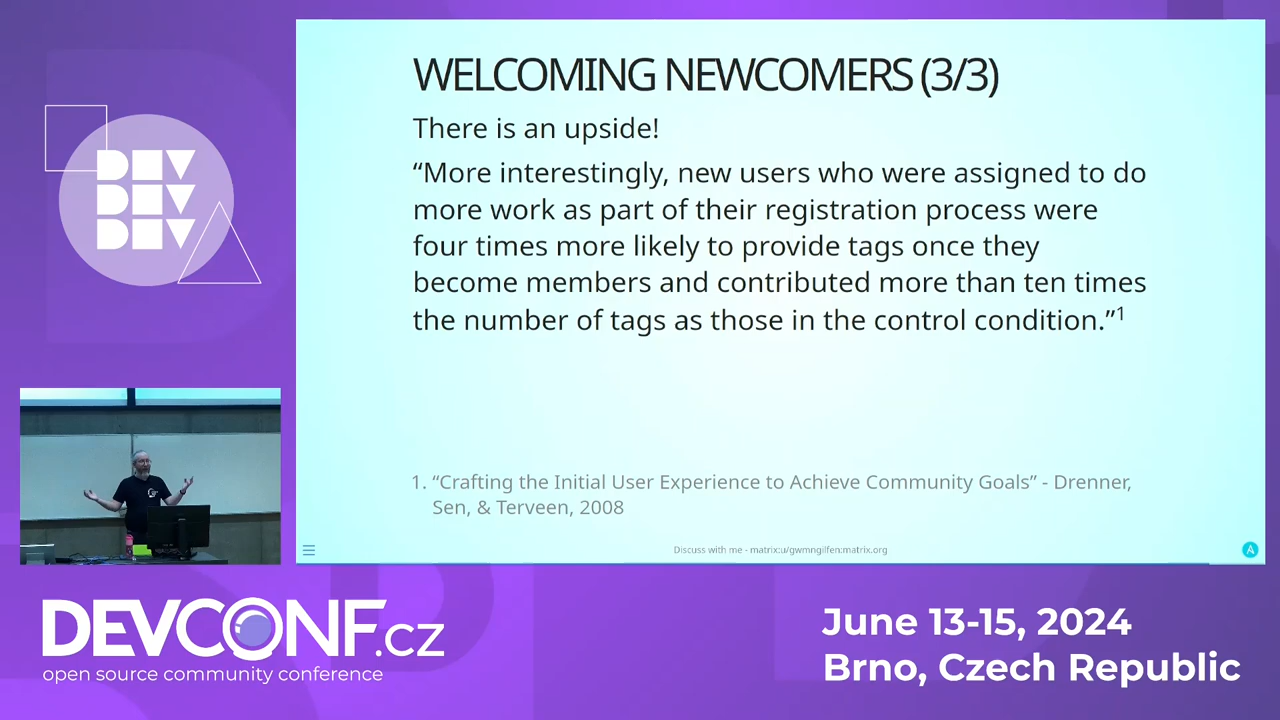 WELCOMING NEWCOMERS (3/3)
There is an upside!
“More interestingly, new users who were assigned to do
more work as part of their registration process were
four times more likely to provide tags once they
become members and contributed more than ten times
the number of tags as those in the control condition.”¹
1. “Crafting the Initial User Experience to Achieve Community Goals” - Drenner,
Sen, & Terveen, 2008
Discuss with me - matrix:u/gwmngilfen:matrix.org
A
DEV
DEV
DEV
DEVCONF.cz
open source community conference
June 13-15, 2024
Brno, Czech Republic